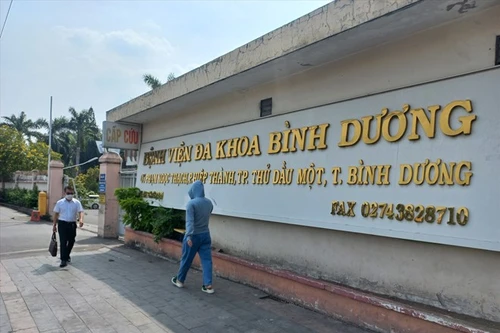 CẤP CỨU
BỆNH VIỆN ĐA KHOA BÌNH DƯƠNG
PHẠM NGỌC THẠCH, P. HIỆP THÀNH, TP. THỦ DẦU MỘT, T. BÌNH DƯƠNG
FAX 02743828710